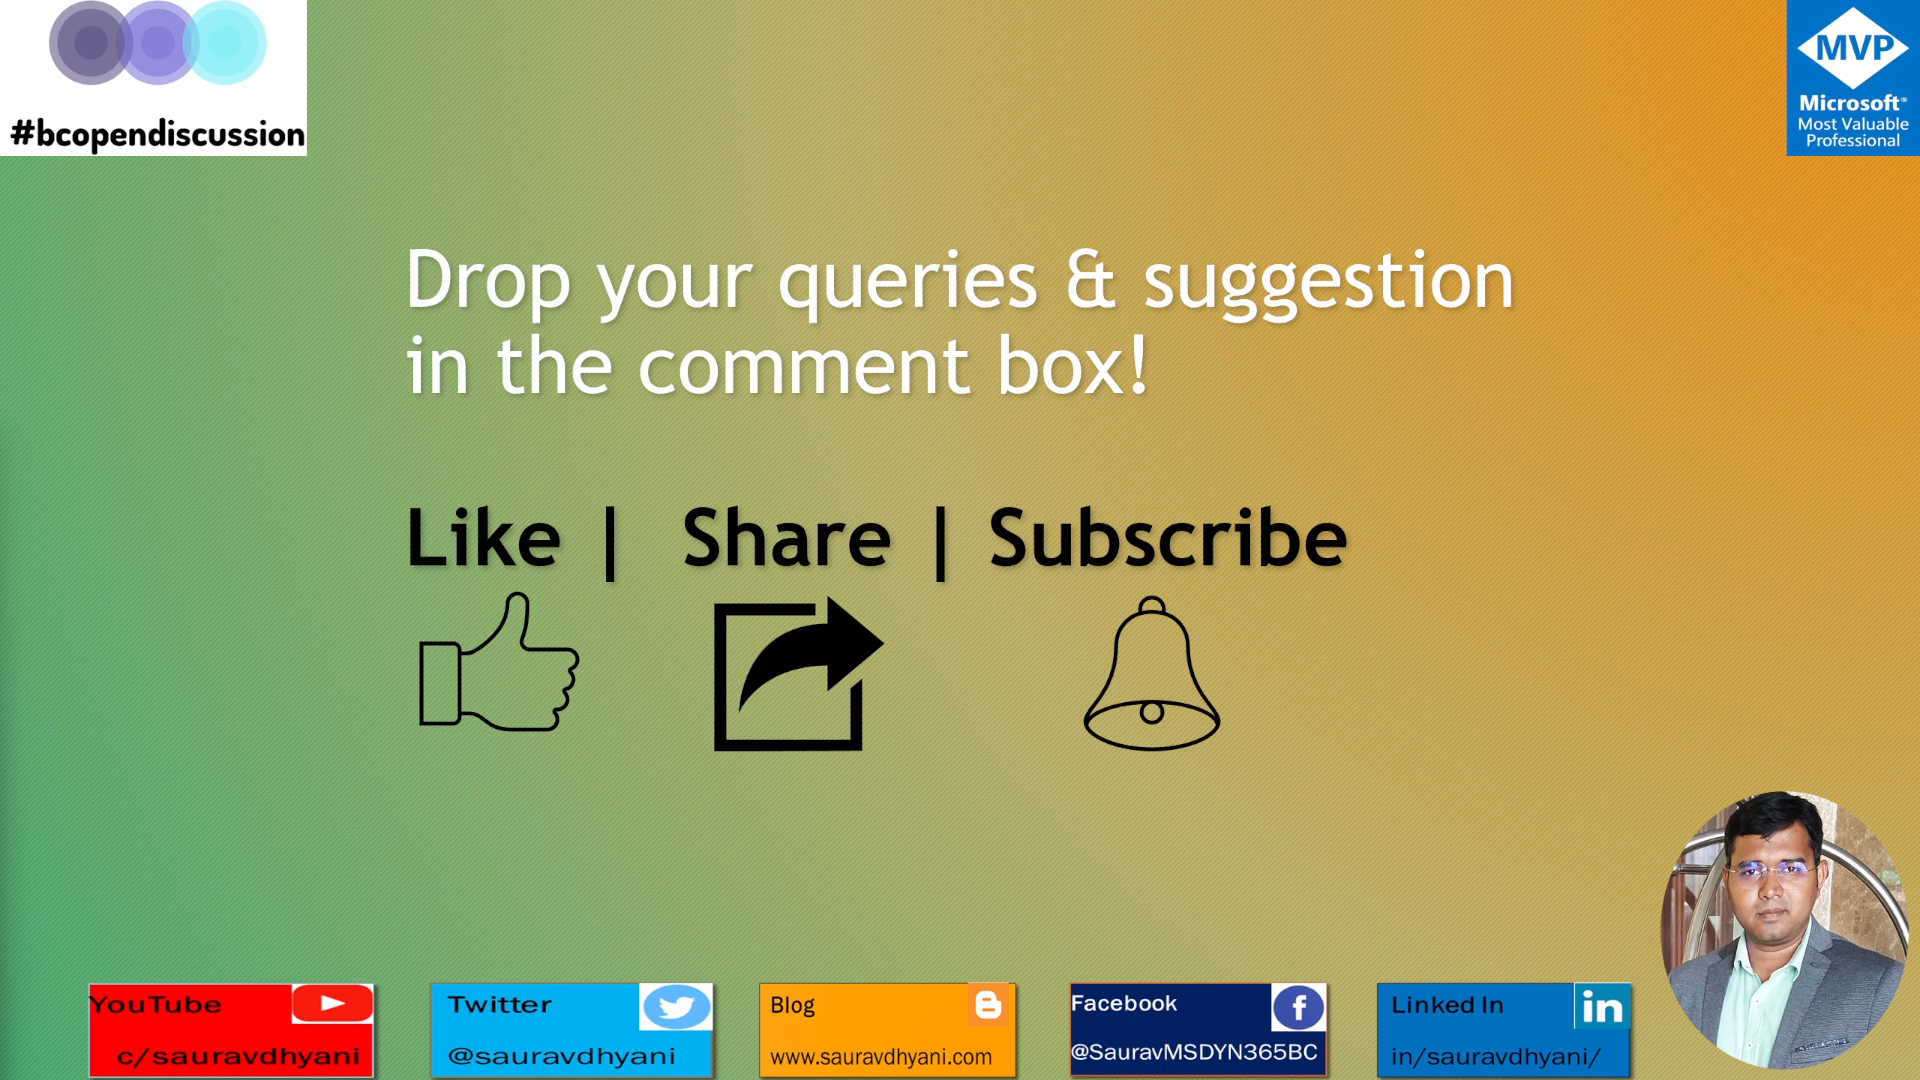 #bcopendiscussion
MVP
Microsoft®
Most Valuable
Professional
Drop your queries & suggestion
in the comment box!
Like | Share | Subscribe
YouTube
c/sauravdhyani
Twitter
@sauravdhyani
Blog
www.sauravdhyani.com
Facebook
f
@SauravMSDYN365BC
Linked In
in
in/sauravdhyani/